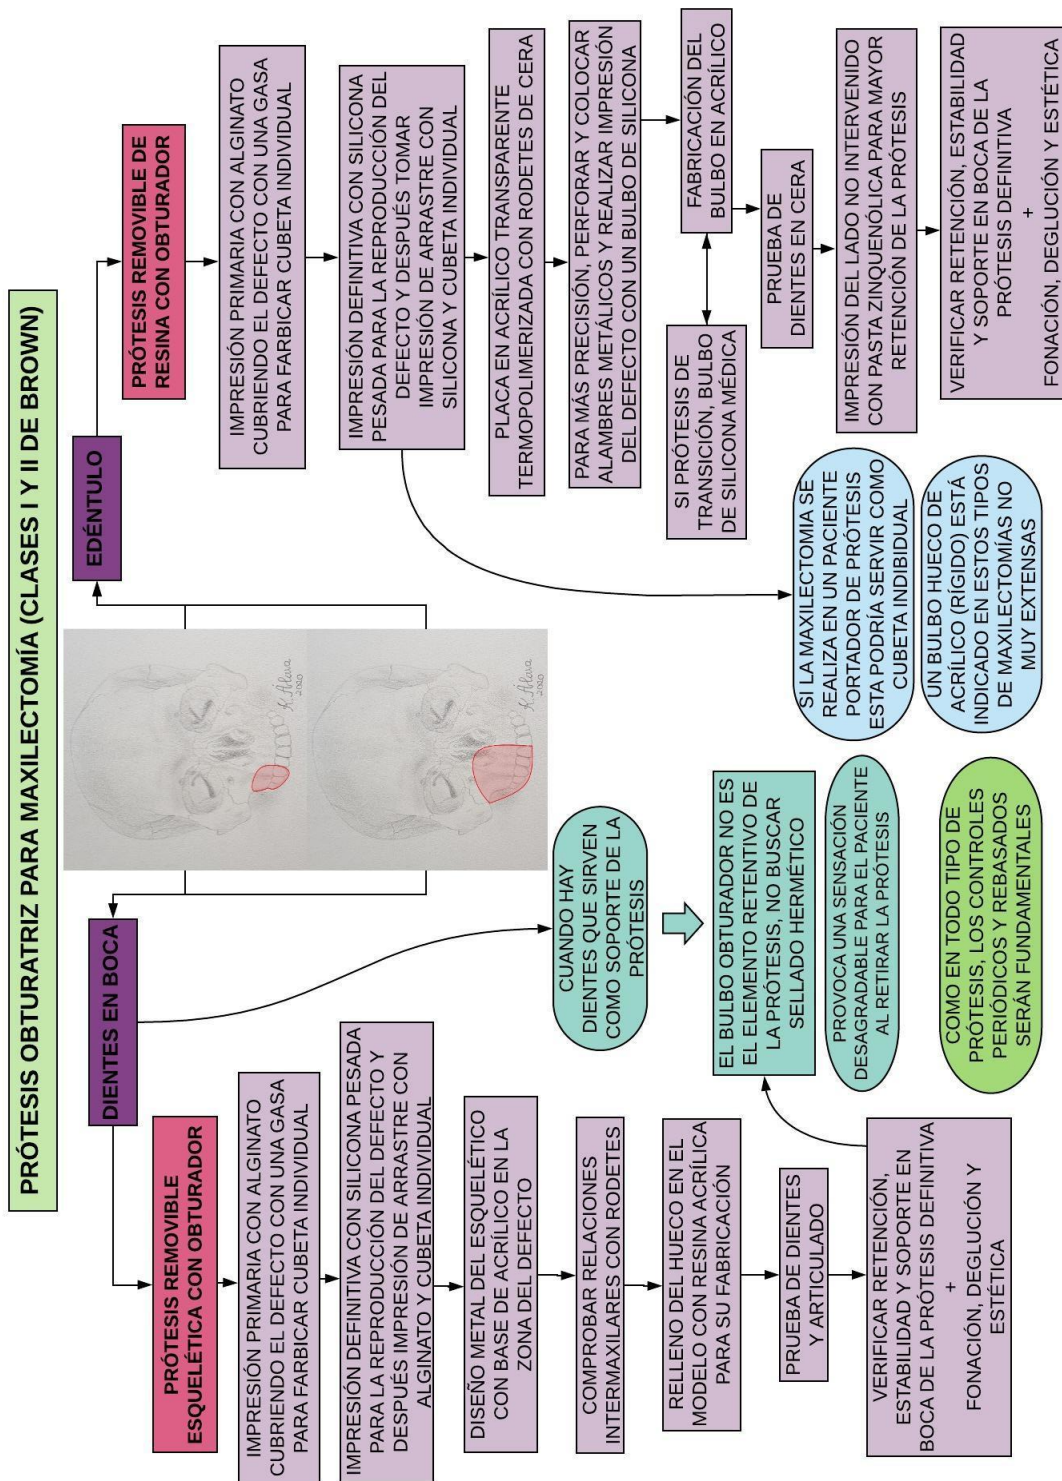 PRÓTESIS OBTURATRIZ PARA MAXILECTOMÍA (CLASES I Y II DE BROWN)
DIENTES EN BOCA
PRÓTESIS REMOVIBLE
ESQUELÉTICA CON OBTURADOR
IMPRESIÓN PRIMARIA CON ALGINATO
CUBRIENDO EL DEFECTO CON UNA GASA
PARA FARBICAR CUBETA INDIVIDUAL
IMPRESIÓN DEFINITIVA CON SILICONA PESADA
PARA LA REPRODUCCIÓN DEL DEFECTO Y
DESPUÉS IMPRESIÓN DE ARRASTRE CON
ALGINATO Y CUBETA INDIVIDUAL
DISEÑO METAL DEL ESQUELÉTICO
CON BASE DE ACRÍLICO EN LA
ZONA DEL DEFECTO
COMPROBAR RELACIONES
INTERMAXILARES CON RODETES
RELLENO DEL HUECO EN EL
MODELO CON RESINA ACRÍLICA
PARA SU FABRICACIÓN
PRUEBA DE DIENTES
Y ARTICULADO
VERIFICAR RETENCIÓN,
ESTABILIDAD Y SOPORTE EN
BOCA DE LA PRÓTESIS DEFINITIVA
+
FONACIÓN, DEGLUCIÓN Y
ESTÉTICA
CUANDO HAY
DIENTES QUE SIRVEN
COMO SOPORTE DE LA
PRÓTESIS
EL BULBO OBTURADOR NO ES
EL ELEMENTO RETENTIVO DE
LA PRÓTESIS, NO BUSCAR
SELLADO HERMÉTICO
PROVOCA UNA SENSACIÓN
DESAGRADABLE PARA EL PACIENTE
AL RETIRAR LA PRÓTESIS
COMO EN TODO TIPO DE
PRÓTESIS, LOS CONTROLES
PERIÓDICOS Y REBASADOS
SERÁN FUNDAMENTALES
K Álava
2020
K Álava
2020
EDÉNTULO
PRÓTESIS REMOVIBLE DE
RESINA CON OBTURADOR
IMPRESIÓN PRIMARIA CON ALGINATO
CUBRIENDO EL DEFECTO CON UNA GASA
PARA FABRICAR CUBETA INDIVIDUAL
IMPRESIÓN DEFINITIVA CON SILICONA
PESADA PARA LA REPRODUCCIÓN DEL
DEFECTO Y DESPUÉS TOMAR
IMPRESIÓN DE ARRASTRE CON
SILICONA Y CUBETA INDIVIDUAL
PLACA EN ACRÍLICO TRANSPARENTE
TERMOPOLIMERIZADA CON RODETES DE CERA
PARA MÁS PRECISIÓN, PERFORAR Y COLOCAR
ALAMBRES METÁLICOS Y REALIZAR IMPRESIÓN
DEL DEFECTO CON UN BULBO DE SILICONA
SI PRÓTESIS DE
TRANSICIÓN, BULBO
DE SILICONA MÉDICA
FABRICACIÓN DEL
BULBO EN ACRÍLICO
PRUEBA DE
DIENTES EN CERA
IMPRESIÓN DEL LADO NO INTERVENIDO
CON PASTA ZINQUENÓLICA PARA MAYOR
RETENCIÓN DE LA PRÓTESIS
VERIFICAR RETENCIÓN, ESTABILIDAD
Y SOPORTE EN BOCA DE LA
PRÓTESIS DEFINITIVA
+
FONACIÓN, DEGLUCIÓN Y ESTÉTICA
SI LA MAXILECTOMIA SE
REALIZA EN UN PACIENTE
PORTADOR DE PRÓTESIS
ESTA PODRÍA SERVIR COMO
CUBETA INDIBIDUAL
UN BULBO HUECO DE
ACRÍLICO (RÍGIDO) ESTÁ
INDICADO EN ESTOS TIPOS
DE MAXILECTOMÍAS NO
MUY EXTENSAS